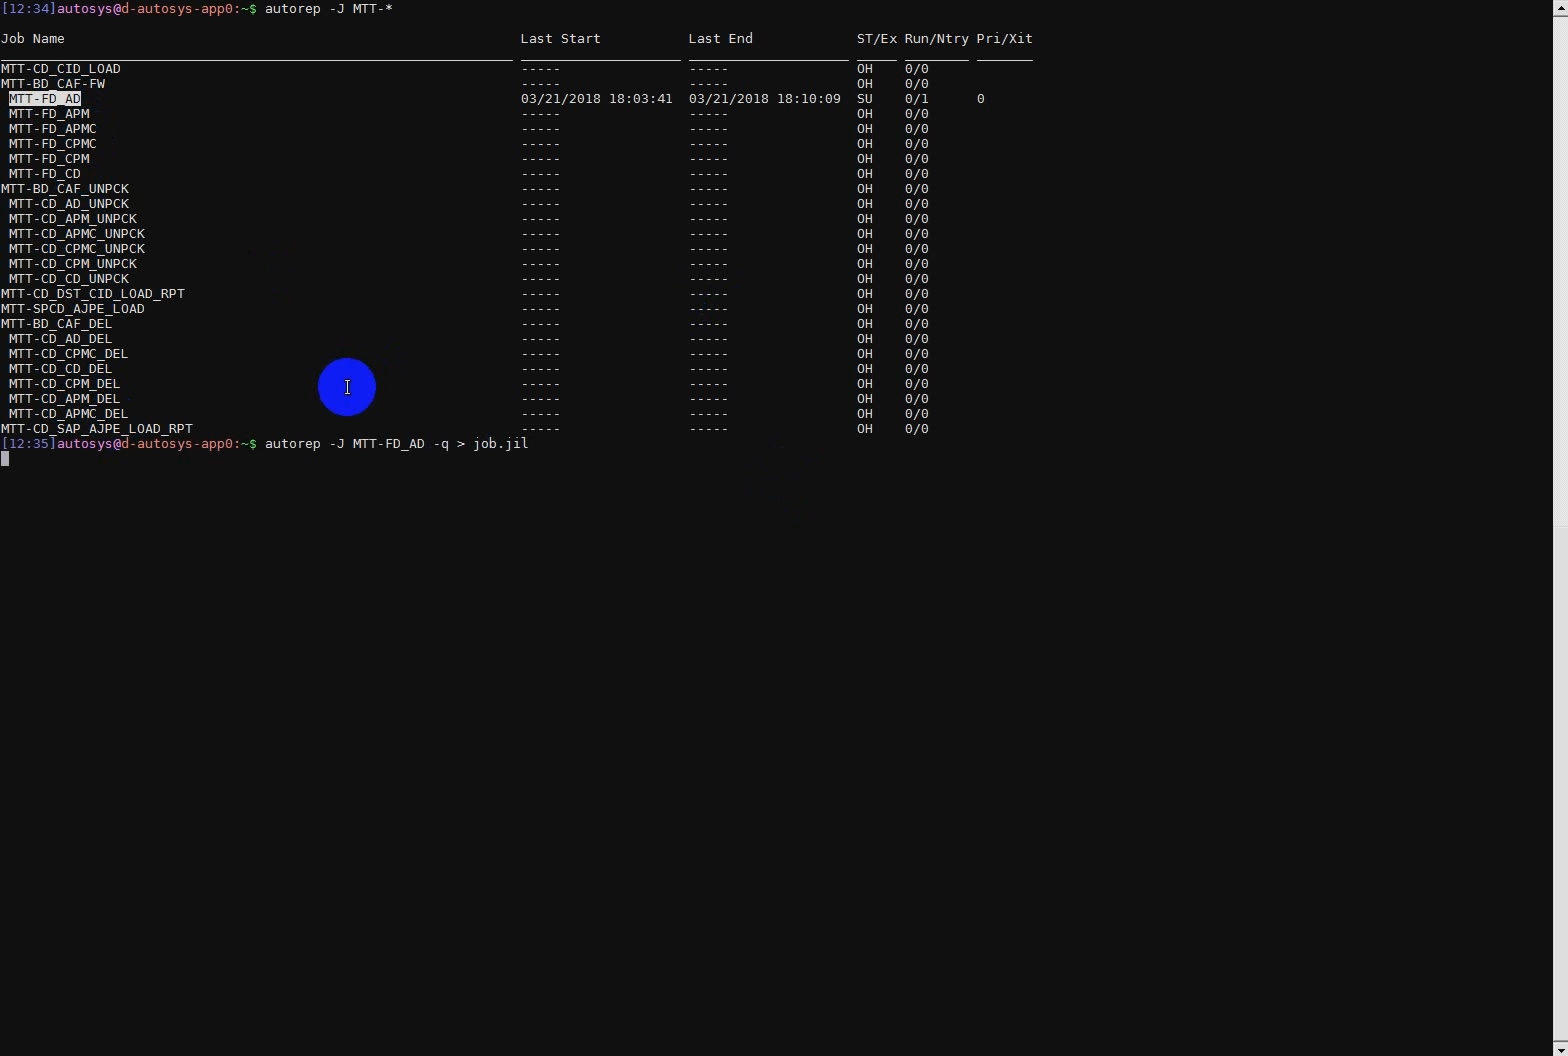 [12:34]autosys@d-autosys-app0:~$ autorep -J MTT-*
Job Name Last Start Last End ST/Ex Run/Ntry Pri/Xit
MTT-CD_CID_LOAD ----- ----- OH 0/0
MTT-BD_CAF-FW ----- ----- OH 0/0
MTT-FD_AD 03/21/2018 18:03:41 03/21/2018 18:10:09 SU 0/1 0
MTT-FD_APM ----- ----- OH 0/0
MTT-FD_APMC ----- ----- OH 0/0
MTT-FD_CPMC ----- ----- OH 0/0
MTT-FD_CPM ----- ----- OH 0/0
MTT-FD_CD ----- ----- OH 0/0
MTT-BD_CAF_UNPCK ----- ----- OH 0/0
MTT-CD_AD_UNPCK ----- ----- OH 0/0
MTT-CD_APM_UNPCK ----- ----- OH 0/0
MTT-CD_APMC_UNPCK ----- ----- OH 0/0
MTT-CD_CPMC_UNPCK ----- ----- OH 0/0
MTT-CD_CPM_UNPCK ----- ----- OH 0/0
MTT-CD_CD_UNPCK ----- ----- OH 0/0
MTT-CD_DST_CID_LOAD_RPT ----- ----- OH 0/0
MTT-SPCD_AJPE_LOAD ----- ----- OH 0/0
MTT-BD_CAF_DEL ----- ----- OH 0/0
MTT-CD_AD_DEL ----- ----- OH 0/0
MTT-CD_CPMC_DEL ----- ----- OH 0/0
MTT-CD_CD_DEL ----- ----- OH 0/0
MTT-CD_CPM_DEL ----- ----- OH 0/0
MTT-CD_APM_DEL ----- ----- OH 0/0
MTT-CD_APMC_DEL ----- ----- OH 0/0
MTT-CD_SAP_AJPE_LOAD_RPT ----- ----- OH 0/0
[12:35]autosys@d-autosys-app0:~$ autorep -J MTT-FD_AD -q > job.jil